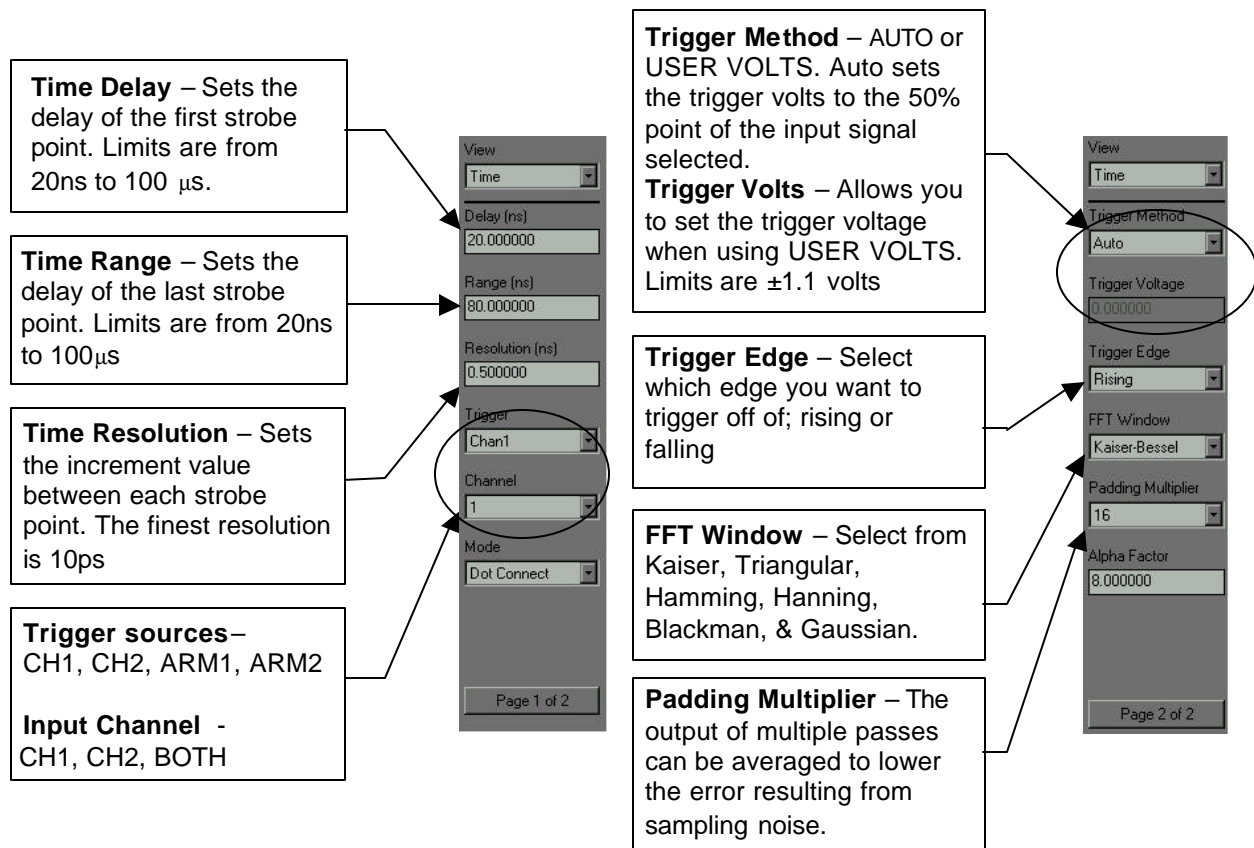 Time Delay – Sets the
delay of the first strobe
point. Limits are from
20ns to 100 µs.
Time Range – Sets the
delay of the last strobe
point. Limits are from 20ns
to 100µs
Time Resolution – Sets
the increment value
between each strobe
point. The finest resolution
is 10ps
Trigger sources–
CH1, CH2, ARM1, ARM2
Input Channel -
CH1, CH2, BOTH
View
Time
Delay (ns)
20.000000
Range (ns)
80.000000
Resolution (ns)
0.500000
Trigger
Chan1
Channel
1
Mode
Dot Connect
Page 1 of 2
Trigger Method – AUTO or
USER VOLTS. Auto sets
the trigger volts to the 50%
point of the input signal
selected.
Trigger Volts – Allows you
to set the trigger voltage
when using USER VOLTS.
Limits are ±1.1 volts
Trigger Edge – Select
which edge you want to
trigger off of; rising or
falling
FFT Window – Select from
Kaiser, Triangular,
Hamming, Hanning,
Blackman, & Gaussian.
Padding Multiplier – The
output of multiple passes
can be averaged to lower
the error resulting from
sampling noise.
View
Time
Trigger Method
Auto
Trigger Voltage
0.000000
Trigger Edge
Rising
FFT Window
Kaiser-Bessel
Padding Multiplier
16
Alpha Factor
8.000000
Page 2 of 2